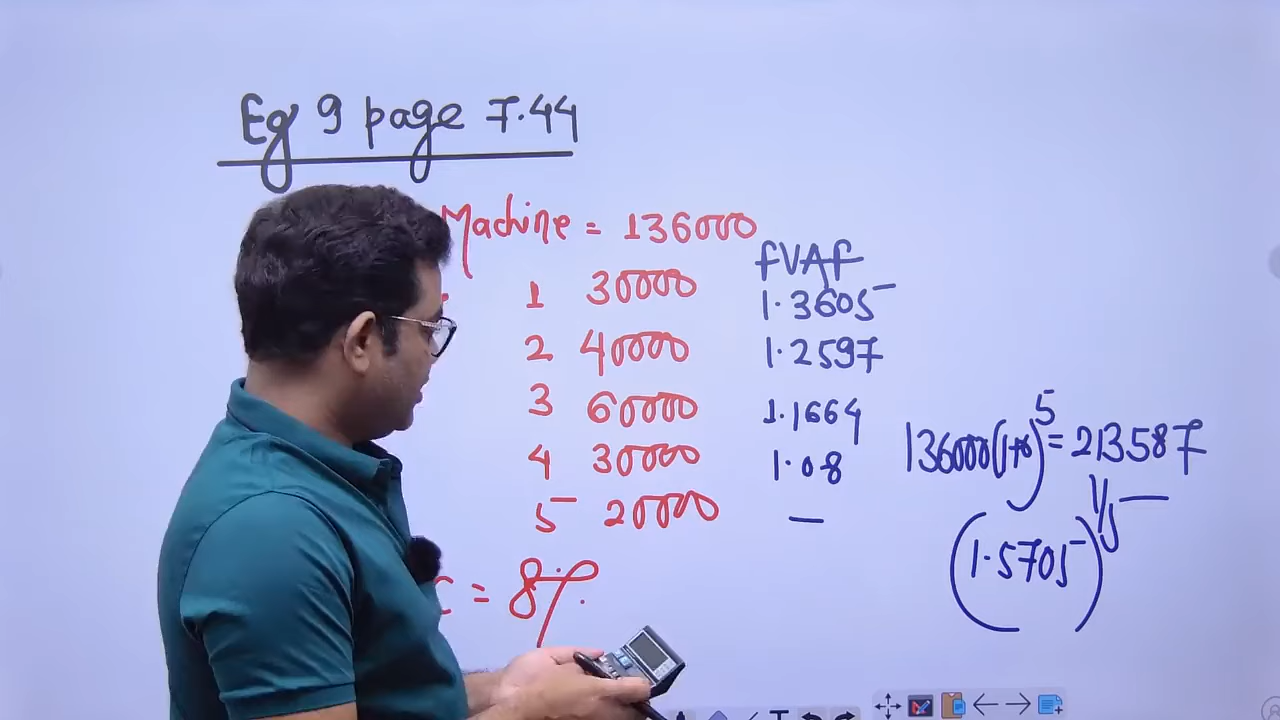 Eg 9 page 7.44
Machine = 136000
FVAF
1 30000 1.3605
2 40000 1.2597
3 60000 1.1664
4 30000 1.08
5 20000 —
136000(1+r)^5 = 213587
(1.5705)^1/5
C = 8%